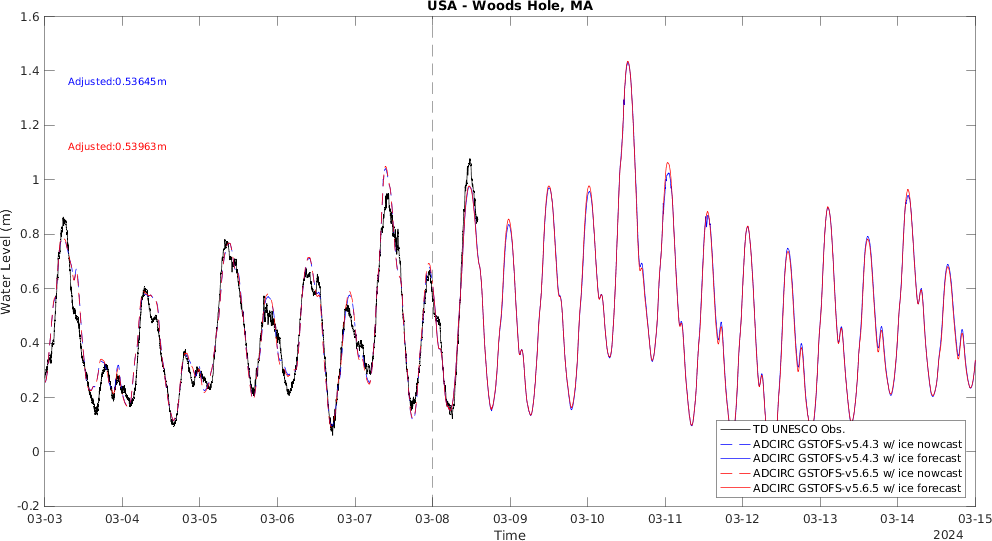 USA - Woods Hole, MA
1.6
1.4
1.2
1
0.8
0.6
0.4
0.2
0
-0.2
Water Level (m)
Adjusted:0.53645m
Adjusted:0.53963m
TD UNESCO Obs.
ADCIRC GSTOFS-v5.4.3 w/ ice nowcast
ADCIRC GSTOFS-v5.4.3 w/ ice forecast
ADCIRC GSTOFS-v5.6.5 w/ ice nowcast
ADCIRC GSTOFS-v5.6.5 w/ ice forecast
03-03 03-04 03-05 03-06 03-07 03-08 03-09 03-10 03-11 03-12 03-13 03-14 03-15
Time
2024